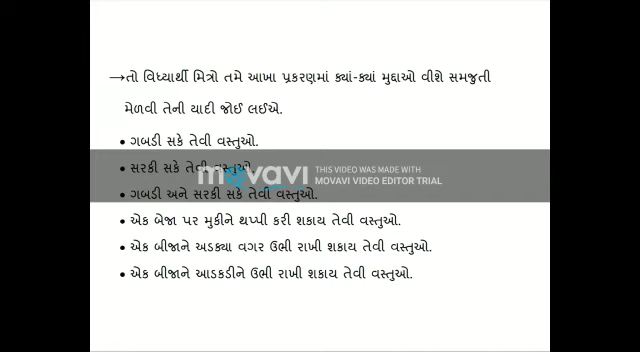 →તો વિધ્યાર્થી મિત્રો તમે આખા પ્રકરણમાં ક્યાં-ક્યાં મુદ્દાઓ વીશે સમજુતી
મેળવી તેની યાદી જોઈ લઈએ.
• ગબડી સકે તેવી વસ્તુઓ.
• સરકી સકે તેવી વસ્તુઓ.
movavi
THIS VIDEO WAS MADE WITH
MOVAVI VIDEO EDITOR TRIAL
• ગબડી અને સરકી સકે તેવી વસ્તુઓ.
• એક બેજા પર મુકીને થપ્પી કરી શકાય તેવી વસ્તુઓ.
• એક બીજાને અડક્યા વગર ઉભી રાખી શકાય તેવી વસ્તુઓ.
• એક બીજાને આડકડીને ઉભી રાખી શકાય તેવી વસ્તુઓ.